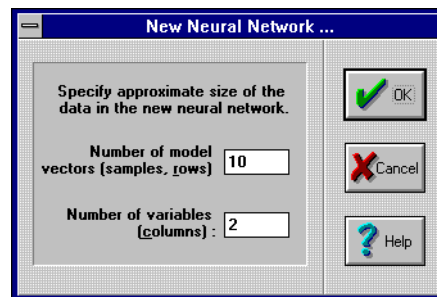 New Neural Network ...
Specify approximate size of the
data in the new neural network.
Number of model
vectors (samples, rows) 10
Number of variables
(columns) : 2
OK
Cancel
Help